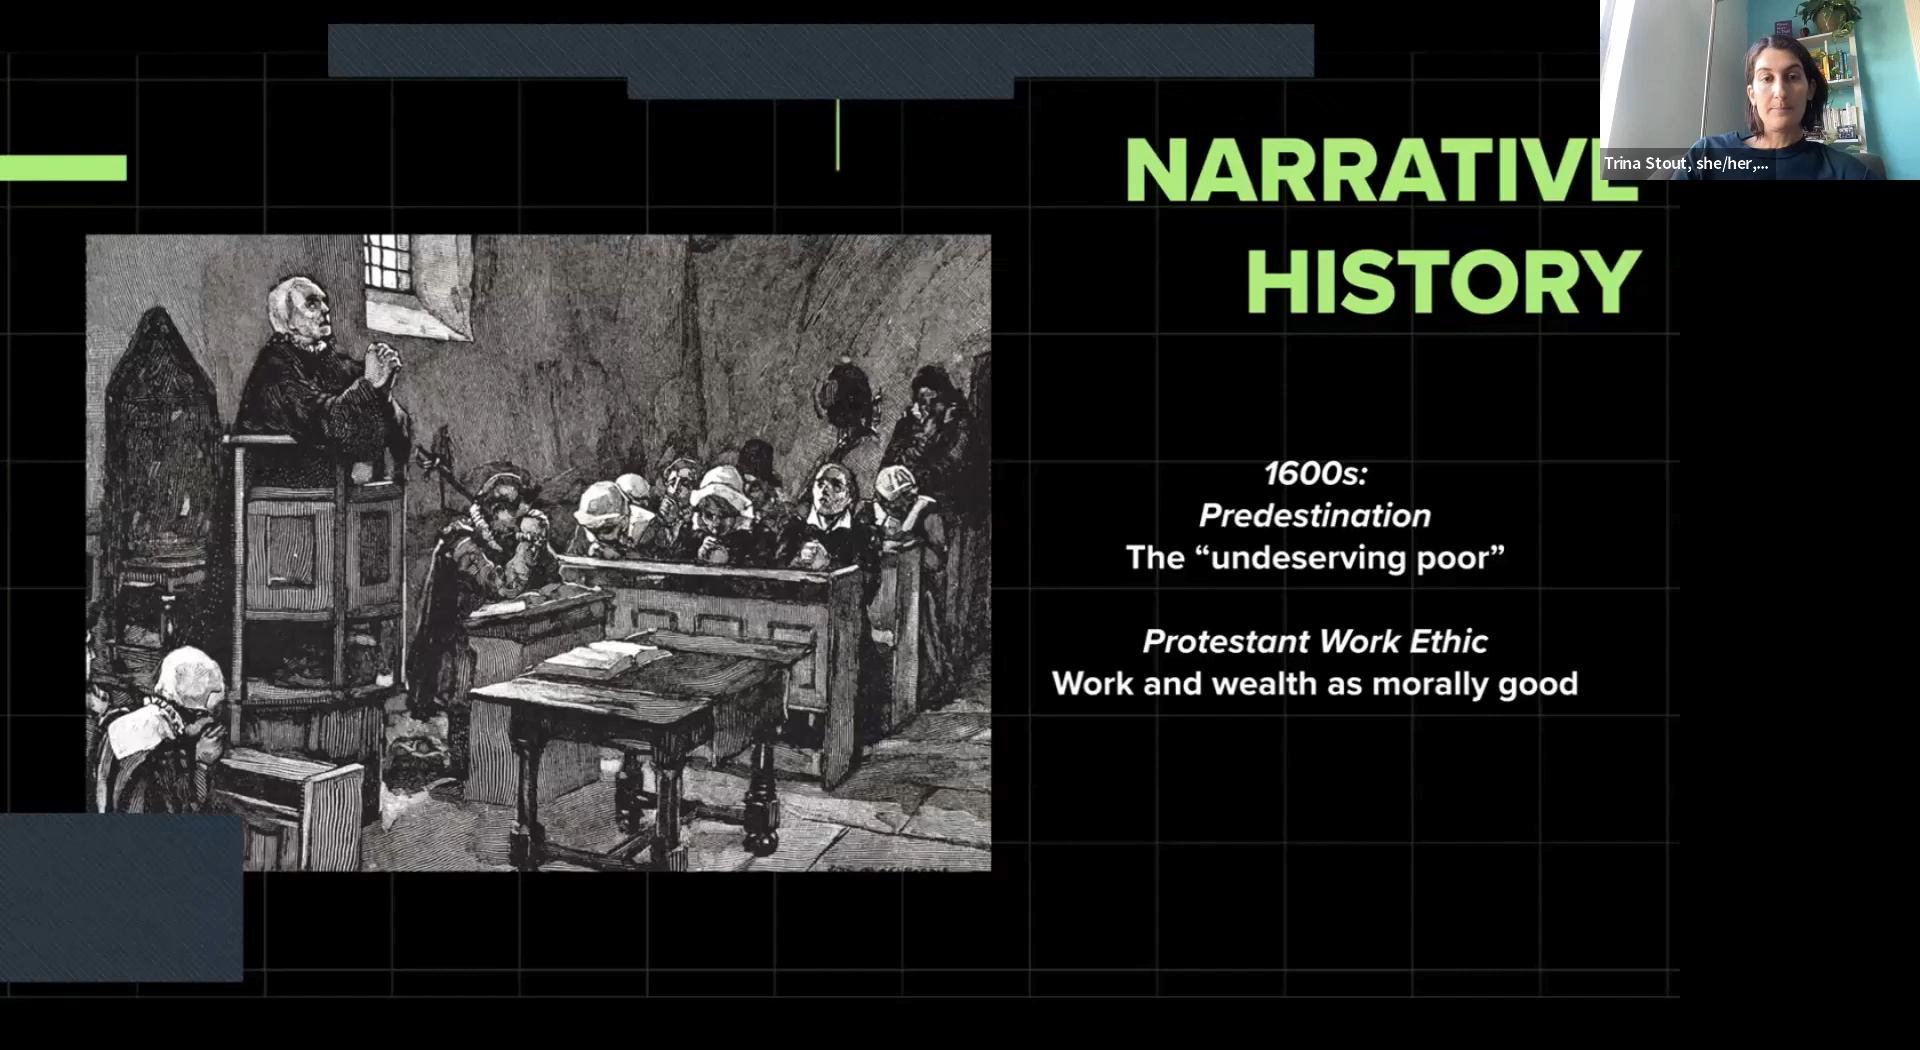 NARRATIVE
HISTORY
Trina Stout, she/her,...
1600s:
Predestination
The “undeserving poor”
Protestant Work Ethic
Work and wealth as morally good